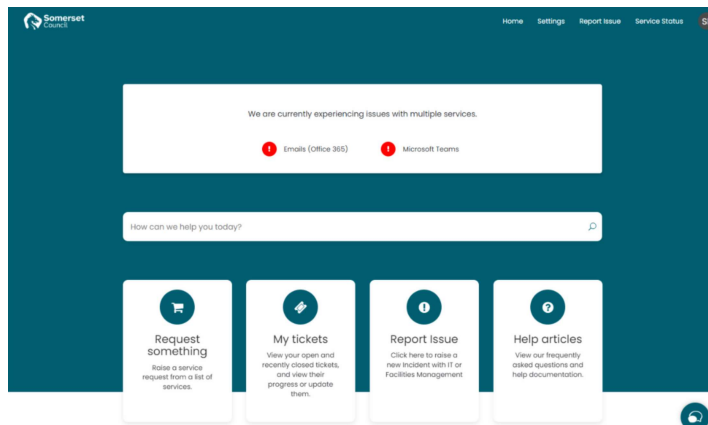 Somerset
Council
Home Settings Report Issue Service Status
We are currently experiencing issues with multiple services.
! Emails (Office 365) ! Microsoft Teams
How can we help you today?
Request
something
Raise a service
request from a list of
services.
My tickets
View your open and
recently closed tickets,
and view their
progress or update
them.
Report Issue
Click here to raise a
new Incident with IT or
Facilities Management
Help articles
View our frequently
asked questions and
help documentation.